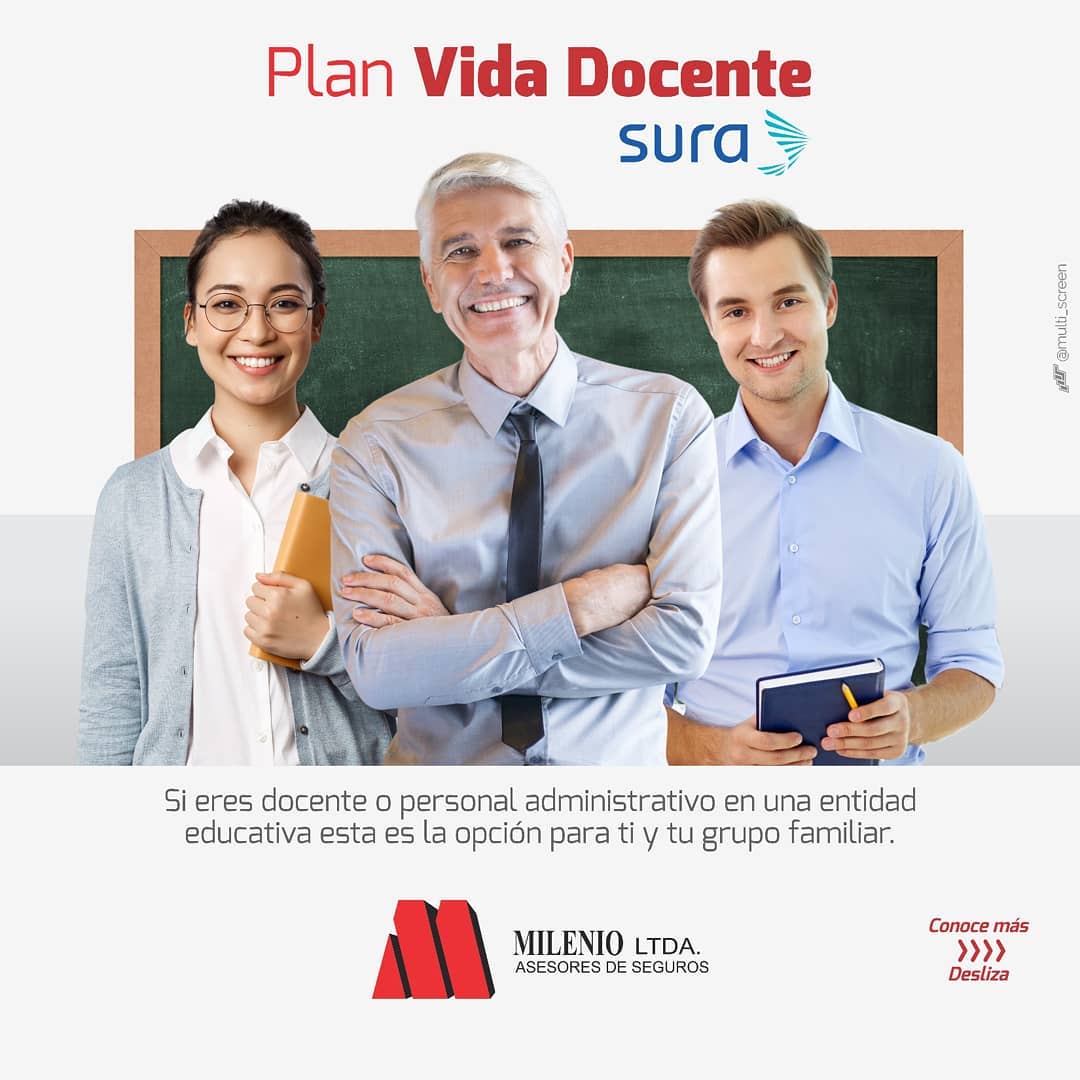 Plan Vida Docente
sura
@multi_screen
Si eres docente o personal administrativo en una entidad
educativa esta es la opción para ti y tu grupo familiar.
MILENIO LTDA.
ASESORES DE SEGUROS
Conoce más
Desliza